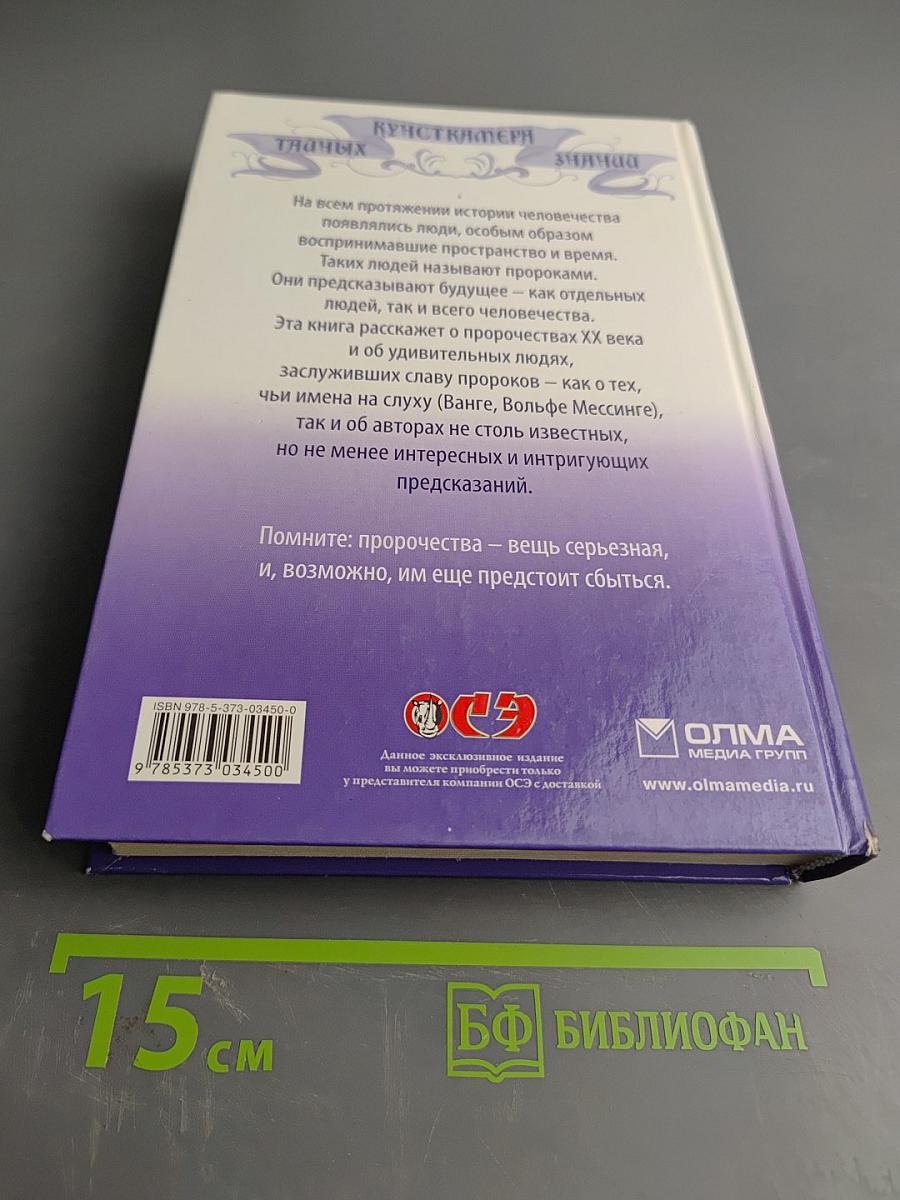 КУНСТКАМЕРА
ТАЙНЫХ ЗНАНИЙ
На всем протяжении истории человечества
появлялись люди, особым образом
воспринимавшие пространство и время.
Таких людей называют пророками.
Они предсказывают будущее — как отдельных
людей, так и всего человечества.
Эта книга расскажет о пророчествах XX века
и об удивительных людях,
заслуживших славу пророков — как о тех,
чьи имена на слуху (Ванге, Вольфе Мессинге),
так и об авторах не столь известных,
но не менее интересных и интригующих
предсказаний.
Помните: пророчества — вещь серьезная,
и, возможно, им еще предстоит сбыться.
ISBN 978-5-373-03450-0
9 785373 034500
ОСЭ
Данное эксклюзивное издание
вы можете приобрести только
у представителя компании ОСЭ с доставкой
ОЛМА
МЕДИА ГРУПП
www.olmamedia.ru
15 см
БФ БИБЛИОФАН